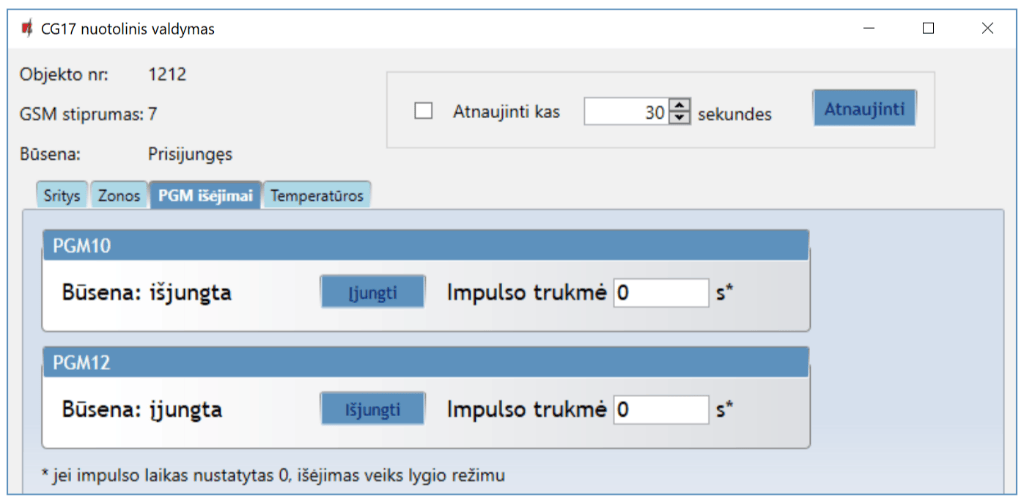 CG17 nuotolinis valdymas
Objekto nr: 1212
GSM stiprumas: 7
Atnaujinti kas 30 sekundes Atnaujinti
Būsena: Prisijungęs
Sritys Zonos PGM išėjimai Temperatūros
PGM10
Būsena: išjungta Įjungti Impulso trukmė 0 s*
PGM12
Būsena: įjungta Išjungti Impulso trukmė 0 s*
* jei impulso laikas nustatytas 0, išėjimas veiks lygio režimu